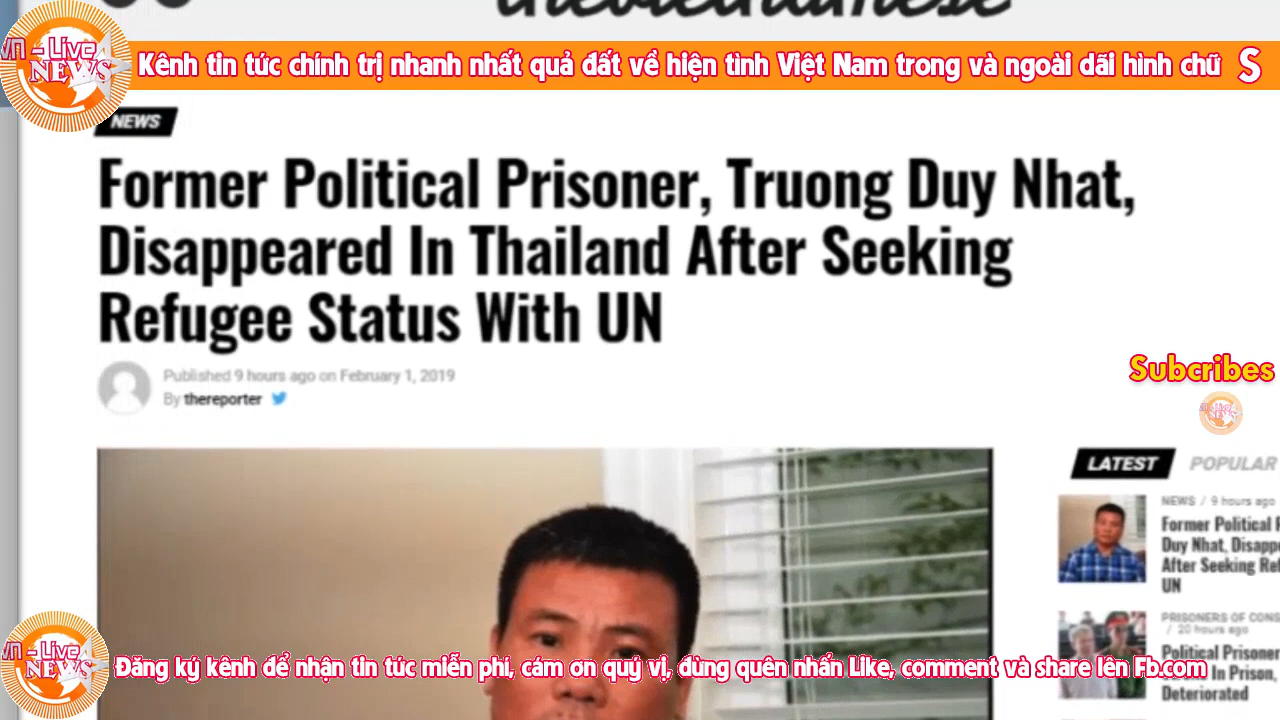 thevietnamese
vn - Live
NEWS
Kênh tin tức chính trị nhanh nhất quả đất về hiện tình Việt Nam trong và ngoài dãi hình chữ S
NEWS
Former Political Prisoner, Truong Duy Nhat,
Disappeared In Thailand After Seeking
Refugee Status With UN
Published 9 hours ago on February 1, 2019
By thereporter
Subcribes
LATEST POPULAR
NEWS / 9 hours ago
Former Political P
Duy Nhat, Disapp
After Seeking Ref
UN
PRISONERS OF CONS
/ 20 hours ago
Political Prisoner
In Prison,
Deteriorated
vn - Live
NEWS
Đăng ký kênh để nhận tin tức miễn phí, cám ơn quý vị, đừng quên nhấn Like, comment và share lên Fb.com